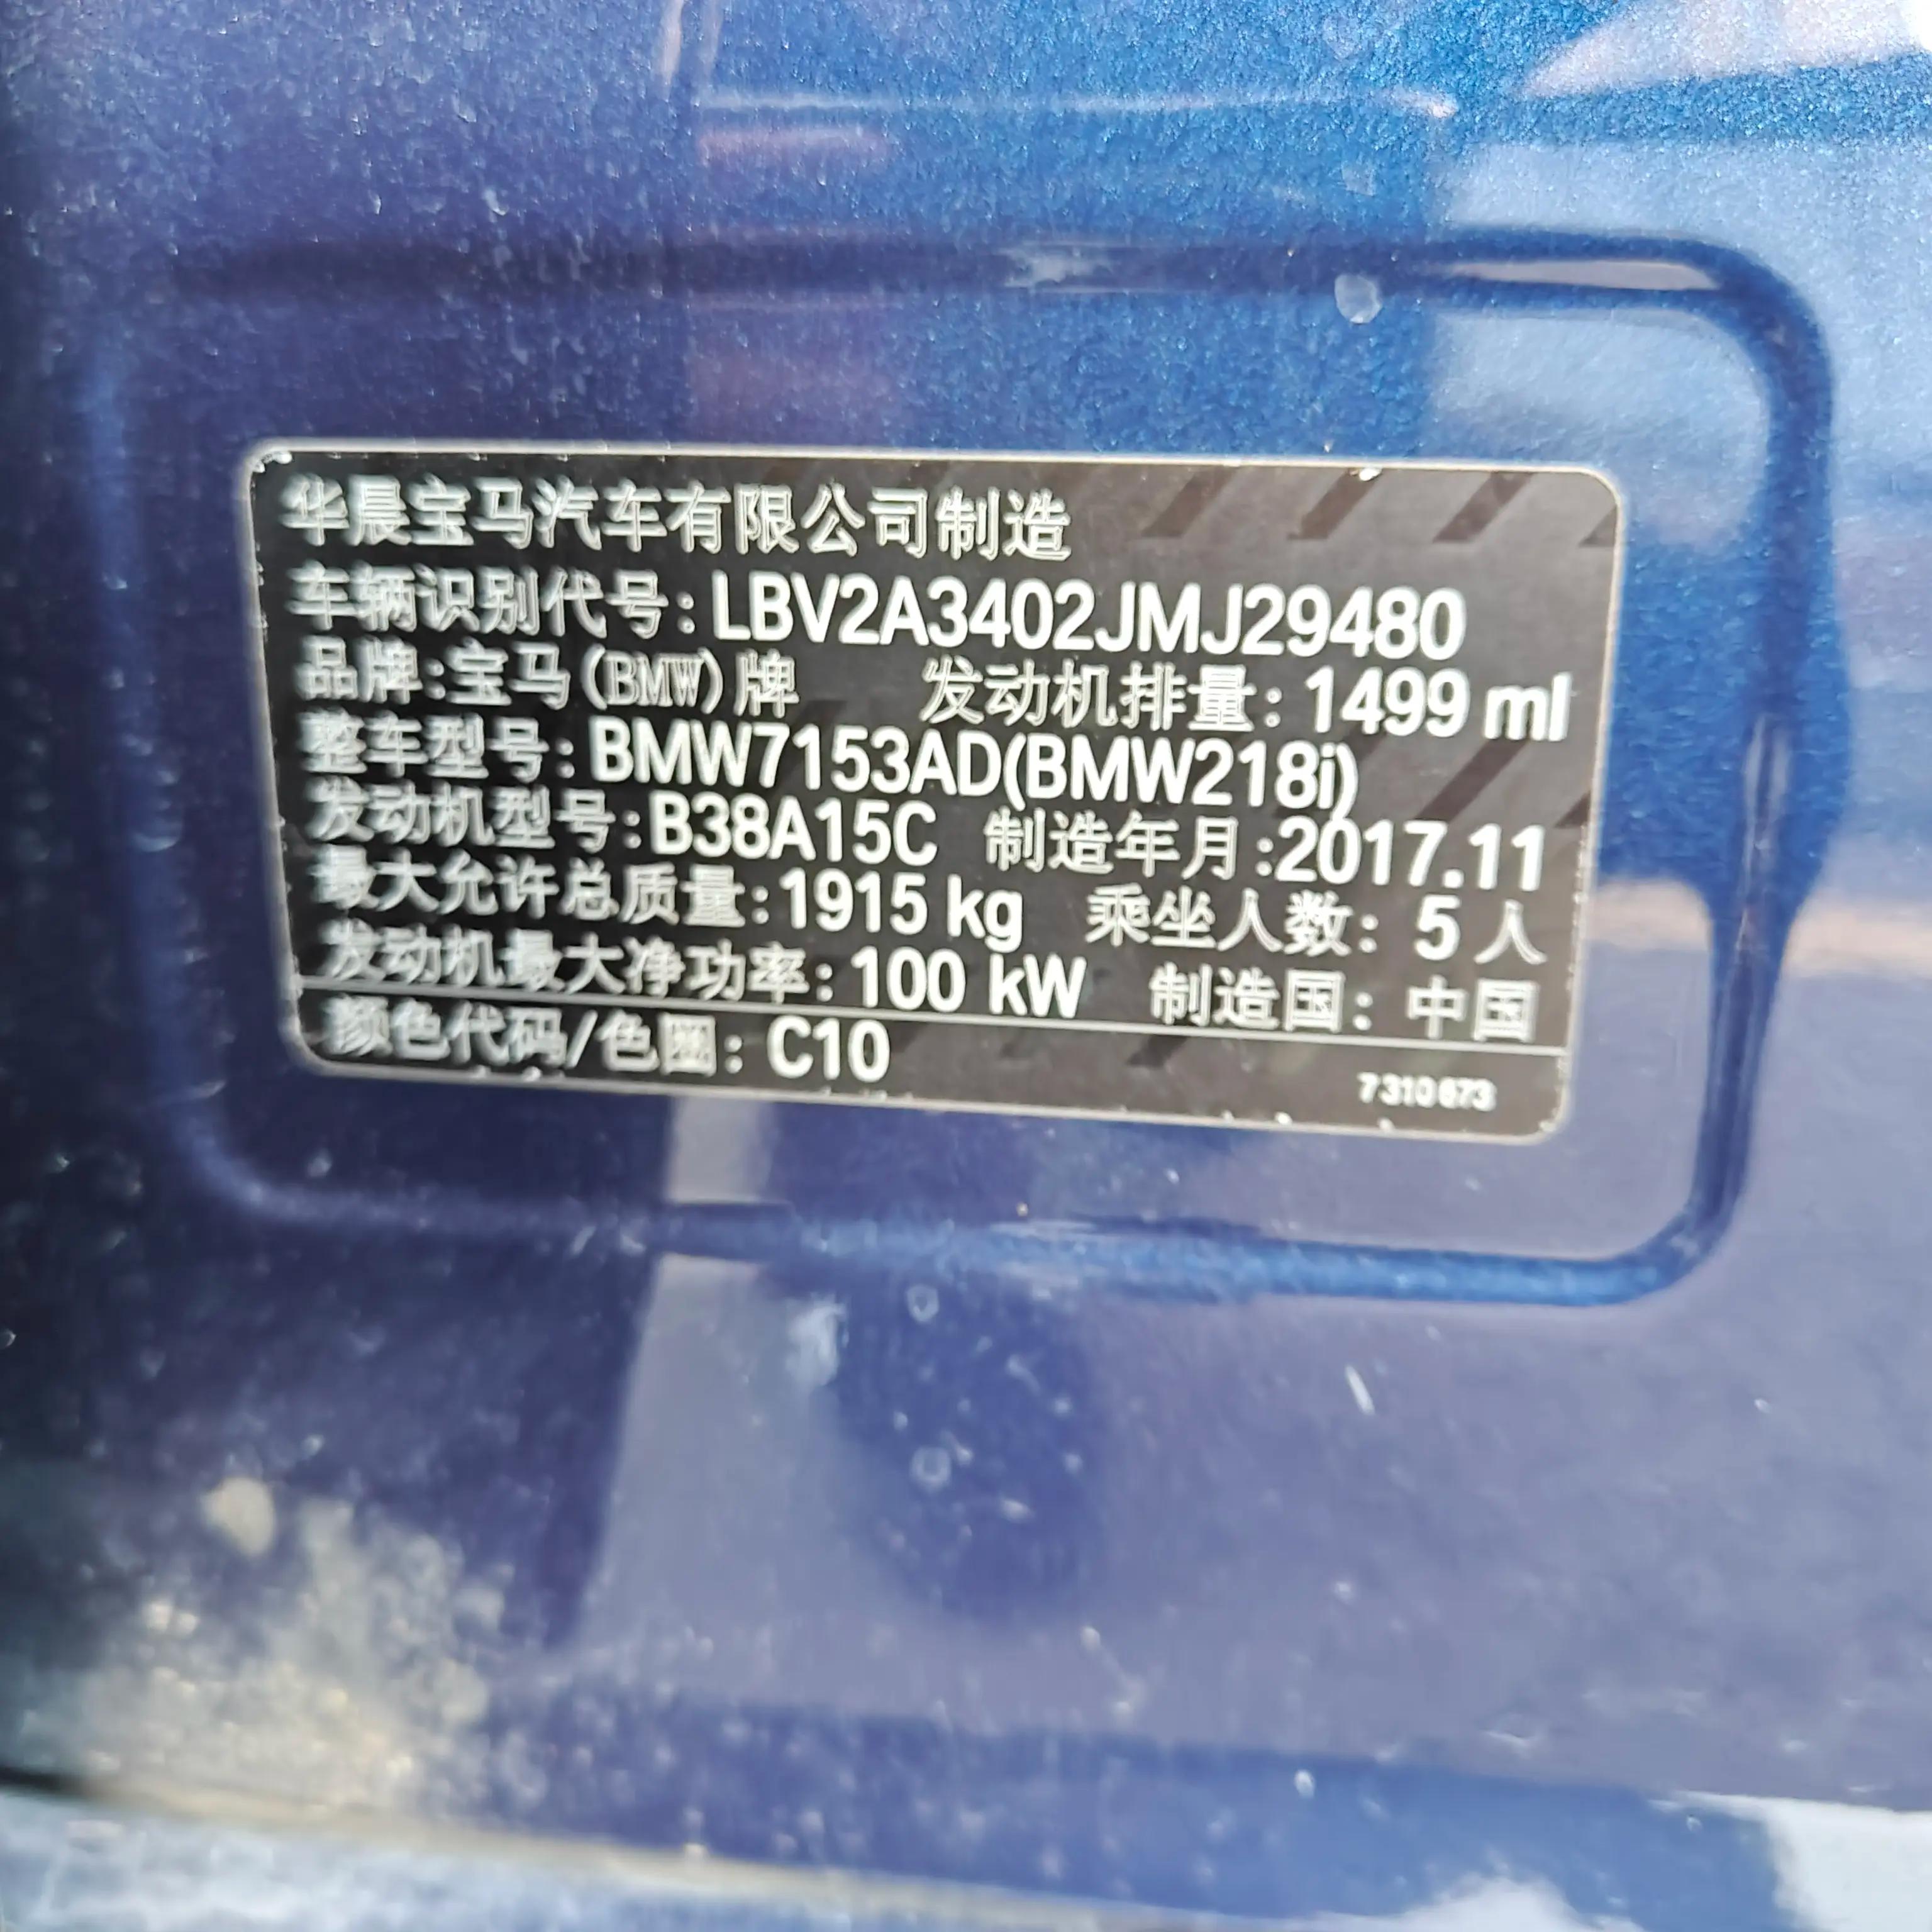 华晨宝马汽车有限公司制造
车辆识别代号：LBV2A3402JMJ29480
品牌：宝马(BMW)牌 发动机排量：1499 ml
整车型号：BMW7153AD(BMW218i)
发动机型号：B38A15C 制造年月：2017.11
最大允许总质量：1915 kg 乘坐人数：5 人
发动机最大净功率：100 kW 制造国：中国
颜色代码/色圈：C10
7310673